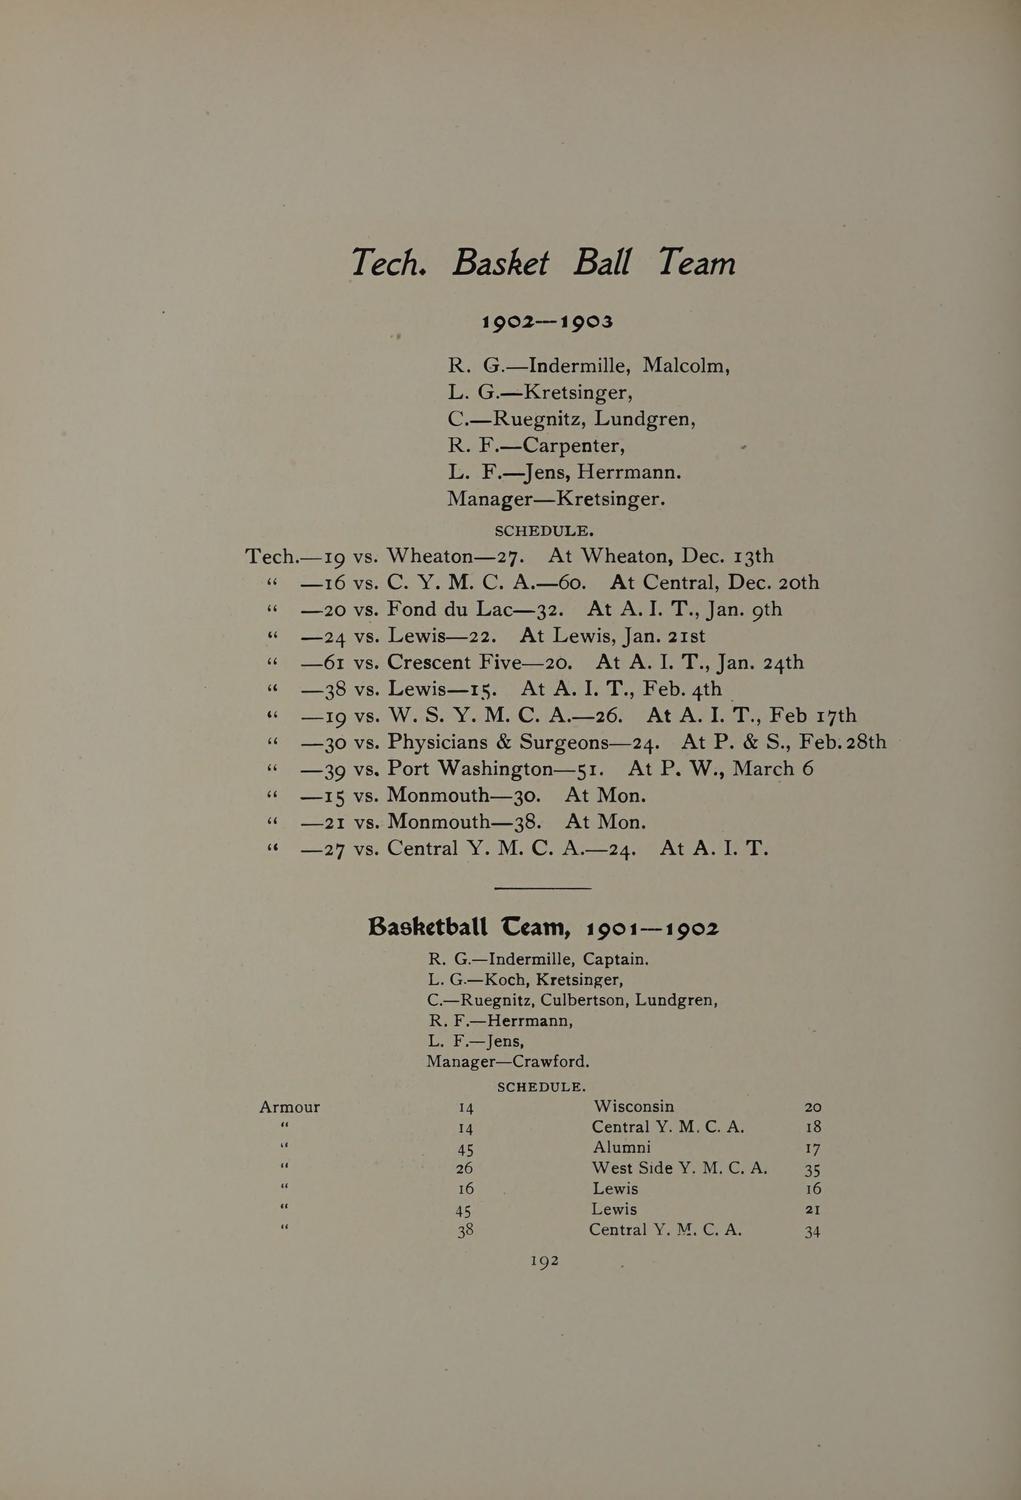 Tech. Basket Ball Team
1902—1903
R. G.—Indermille, Malcolm,
L. G.—Kretsinger,
C.—Ruegnitz, Lundgren,
R. F.—Carpenter,
L. F.—Jens, Herrmann.
Manager—Kretsinger.
SCHEDULE.
Tech.—19 vs. Wheaton—27. At Wheaton, Dec. 13th
“ —16 vs. C. Y. M. C. A.—60. At Central, Dec. 20th
“ —20 vs. Fond du Lac—32. At A. I. T., Jan. 9th
“ —24 vs. Lewis—22. At Lewis, Jan. 21st
“ —61 vs. Crescent Five—20. At A. I. T., Jan. 24th
“ —38 vs. Lewis—15. At A. I. T., Feb. 4th
“ —19 vs. W. S. Y. M. C. A.—26. At A. I. T., Feb 17th
“ —30 vs. Physicians & Surgeons—24. At P. & S., Feb. 28th
“ —39 vs. Port Washington—51. At P. W., March 6
“ —15 vs. Monmouth—30. At Mon.
“ —21 vs. Monmouth—38. At Mon.
“ —27 vs. Central Y. M. C. A.—24. At A. I. T.
Basketball Team, 1901—1902
R. G.—Indermille, Captain.
L. G.—Koch, Kretsinger,
C.—Ruegnitz, Culbertson, Lundgren,
R. F.—Herrmann,
L. F.—Jens,
Manager—Crawford.
SCHEDULE.
Armour 14 Wisconsin 20
“ 14 Central Y. M. C. A. 18
“ 45 Alumni 17
“ 26 West Side Y. M. C. A. 35
“ 16 Lewis 16
“ 45 Lewis 21
“ 38 Central Y. M. C. A. 34
192